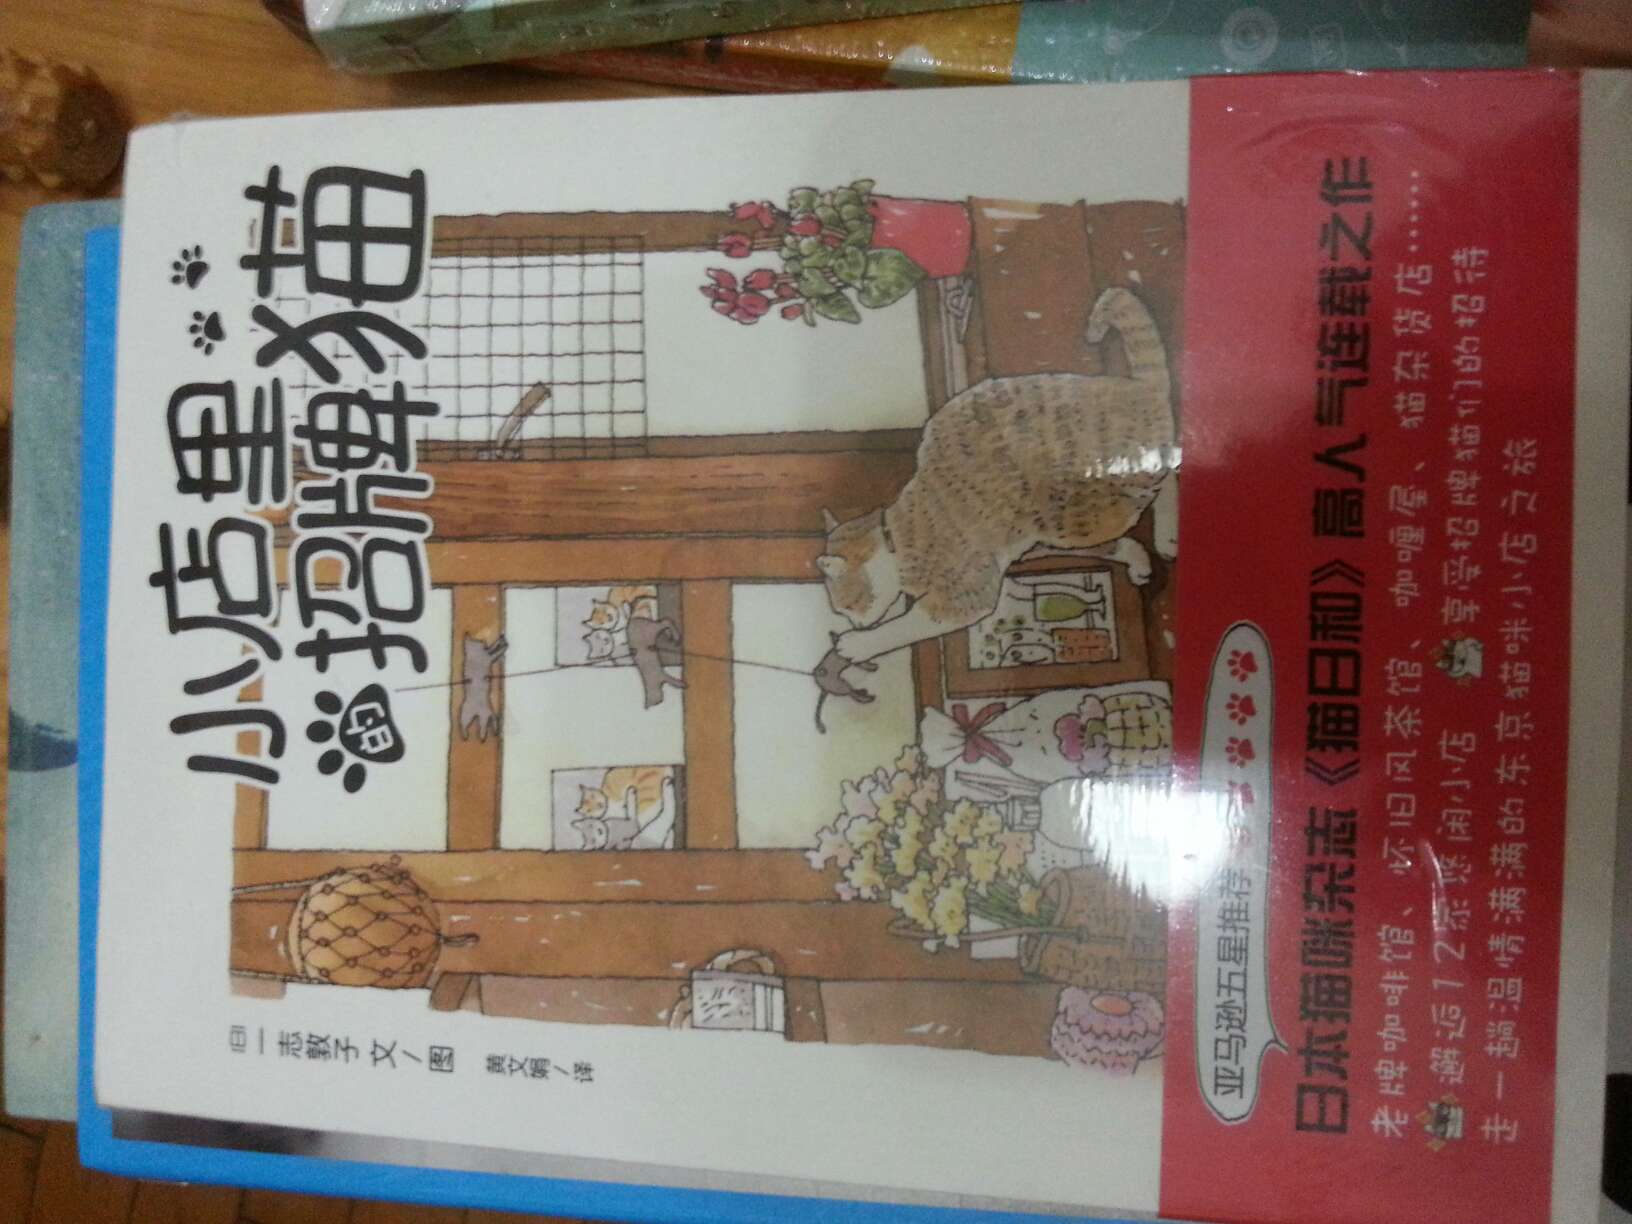 小店里
的招牌猫
日 一志敦子 文/图
黄文娟/译
亚马逊五星推荐
日本猫咪杂志《猫日和》高人气连载之作
老牌咖啡馆、怀旧风茶馆、咖喱屋、猫杂货店……
邂逅12家悠闲小店 享受招牌猫们的招待
走一趟温情满满的东京猫咪小店之旅